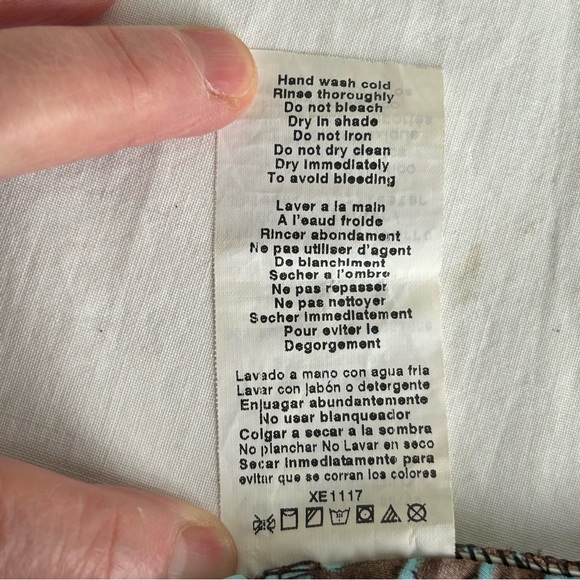 Hand wash cold
Rinse thoroughly
Do not bleach
Dry in shade
Do not iron
Do not dry clean
Dry immediately
To avoid bleeding
Laver a la main
A l'eaud froide
Rincer abondament
Ne pas utiliser d'agent
De blanchiment
Secher a l'ombre
Ne pas repasser
Ne pas nettoyer
Secher immediatement
Pour eviter le
Degorgement
Lavado a mano con agua fria
Lavar con jabón o detergente
Enjuagar abundantemente
No usar blanqueador
Colgar a secar a la sombra
No planchar No Lavar en seco
Secar inmediatamente para
evitar que se corran los colores
XE1117